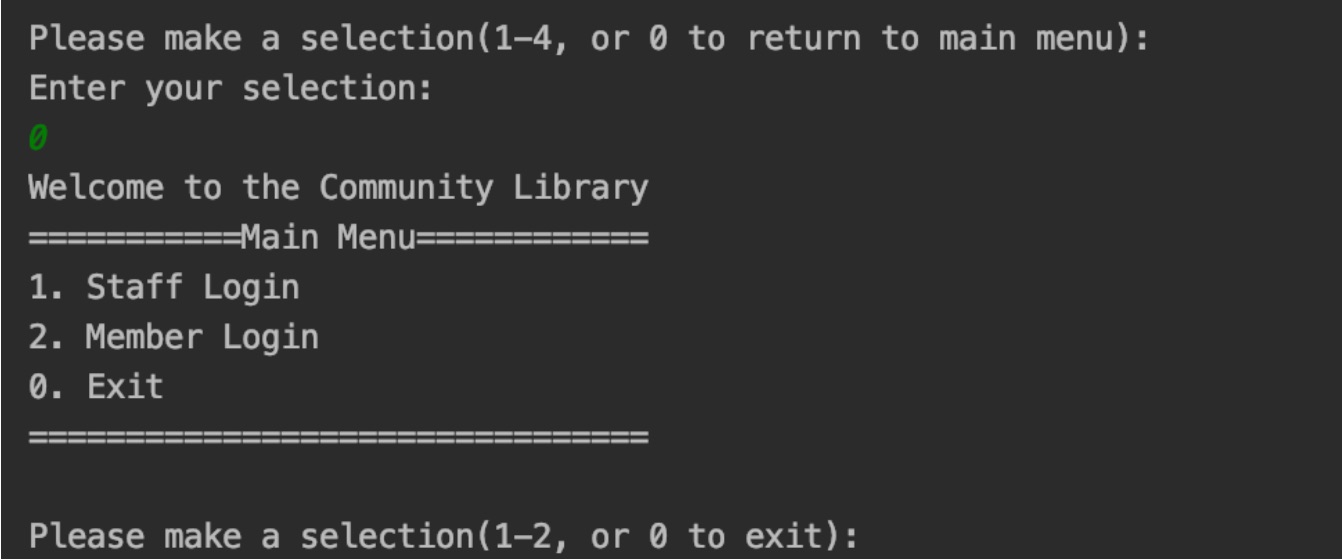 Please make a selection(1-4, or 0 to return to main menu):
Enter your selection:
0
Welcome to the Community Library
===========Main Menu============
1. Staff Login
2. Member Login
0. Exit
================================
Please make a selection(1-2, or 0 to exit):